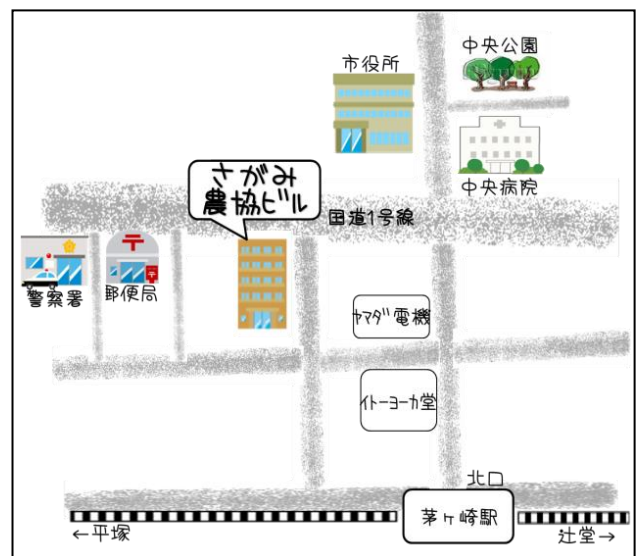 中央公園
市役所
さがみ
農協ビル
中央病院
国道1号線
警察署
郵便局
ヤマダ電機
イトーヨーカ堂
北口
茅ヶ崎駅
←平塚
辻堂→